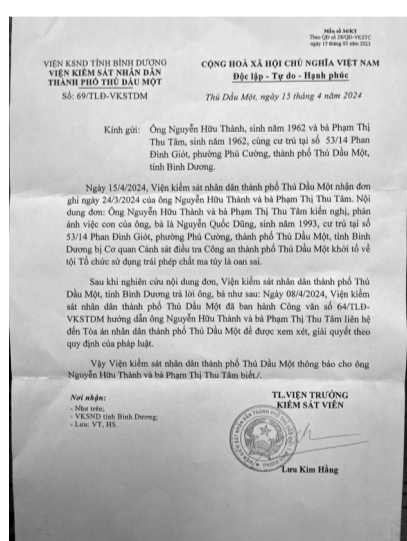 Mẫu số 30/KT
Theo QĐ số 29/QĐ-VKSTC
VIỆN KSND TỈNH BÌNH DƯƠNG
VIỆN KIỂM SÁT NHÂN DÂN
THÀNH PHỐ THỦ DẦU MỘT
Số: 69/TLĐ-VKSTDM
CỘNG HOÀ XÃ HỘI CHỦ NGHĨA VIỆT NAM
Độc lập - Tự do - Hạnh phúc
Thủ Dầu Một, ngày 15 tháng 4 năm 2024
Kính gửi: Ông Nguyễn Hữu Thành, sinh năm 1962 và bà Phạm Thị
Thu Tâm, sinh năm 1962, cùng cư trú tại số 53/14 Phan
Đình Giót, phường Phú Cường, thành phố Thủ Dầu Một,
tỉnh Bình Dương.
Ngày 15/4/2024, Viện kiểm sát nhân dân thành phố Thủ Dầu Một nhận đơn
ghi ngày 24/3/2024 của ông Nguyễn Hữu Thành và bà Phạm Thị Thu Tâm. Nội
dung đơn: Ông Nguyễn Hữu Thành và bà Phạm Thị Thu Tâm kiến nghị, phản
ánh việc con của ông, bà là Nguyễn Quốc Dũng, sinh năm 1993, cư trú tại số
53/14 Phan Đình Giót, phường Phú Cường, thành phố Thủ Dầu Một, tỉnh Bình
Dương bị Cơ quan Cảnh sát điều tra Công an thành phố Thủ Dầu Một khởi tố về
tội Tổ chức sử dụng trái phép chất ma túy là oan sai.
Sau khi nghiên cứu nội dung đơn, Viện kiểm sát nhân dân thành phố Thủ
Dầu Một, tỉnh Bình Dương trả lời ông, bà như sau: Ngày 08/4/2024, Viện kiểm
sát nhân dân thành phố Thủ Dầu Một đã ban hành Công văn số 64/TLĐ-
VKSTDM hướng dẫn ông Nguyễn Hữu Thành và bà Phạm Thị Thu Tâm liên hệ
đến Tòa án nhân dân thành phố Thủ Dầu Một để được xem xét, giải quyết theo
quy định của pháp luật.
Vậy Viện kiểm sát nhân dân thành phố Thủ Dầu Một thông báo cho ông
Nguyễn Hữu Thành và bà Phạm Thị Thu Tâm biết/.
Nơi nhận:
- Như trên;
- VKSND tỉnh Bình Dương;
- Lưu: VT, HS.
TL.VIỆN TRƯỞNG
KIỂM SÁT VIÊN
Lưu Kim Hằng